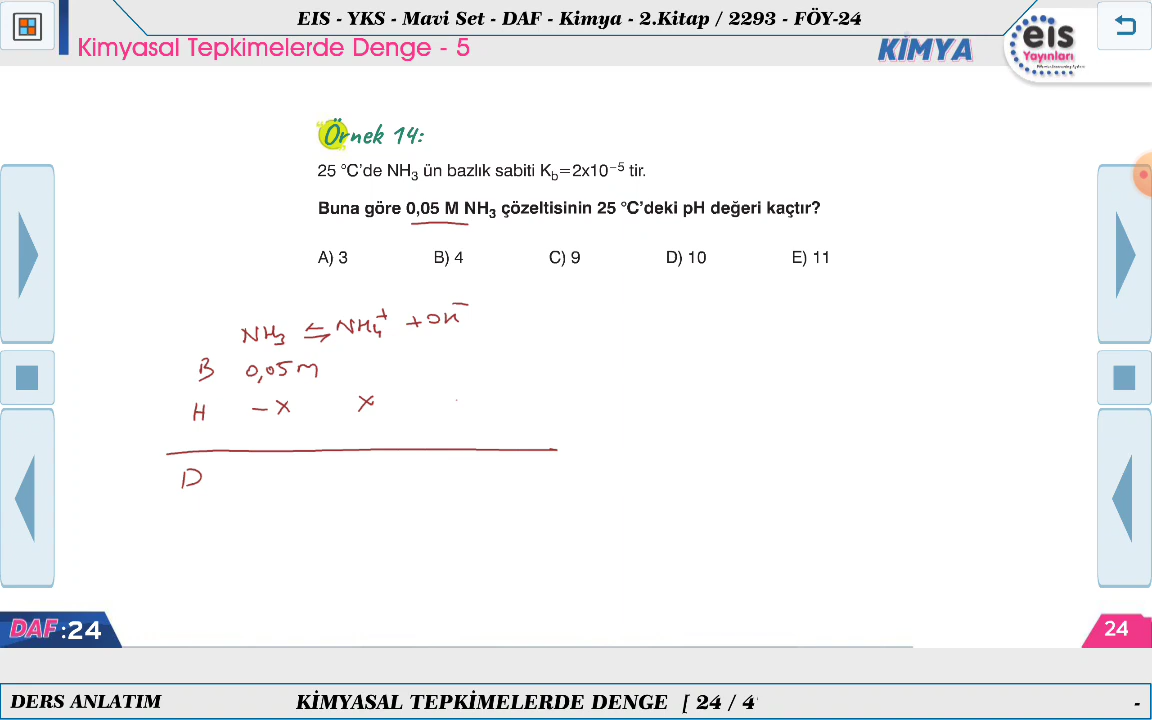 EIS - YKS - Mavi Set - DAF - Kimya - 2.Kitap / 2293 - FÖY-24
Kimyasal Tepkimelerde Denge - 5
KİMYA
eis
Yayınları
Örnek 14:
25 °C'de NH₃ ün bazlık sabiti K_b=2x10⁻⁵ tir.
Buna göre 0,05 M NH₃ çözeltisinin 25 °C'deki pH değeri kaçtır?
A) 3 B) 4 C) 9 D) 10 E) 11
NH₃ ⇌ NH₄⁺ + OH⁻
B 0,05 M
H -x x
D
DAF:24
24
DERS ANLATIM KİMYASAL TEPKİMELERDE DENGE [ 24 / 4 -